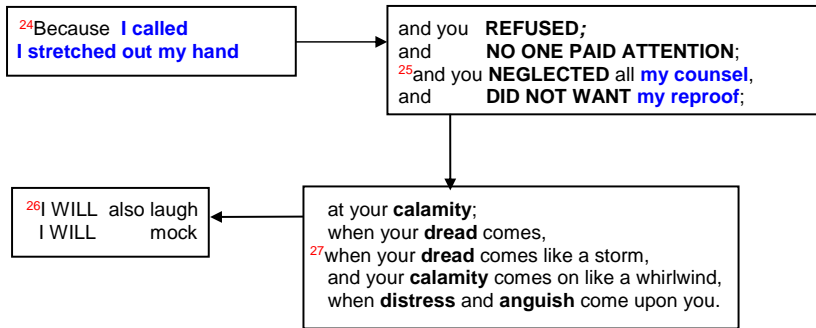 24Because I called
I stretched out my hand
and you REFUSED;
and NO ONE PAID ATTENTION;
25and you NEGLECTED all my counsel,
and DID NOT WANT my reproof;
26I WILL also laugh
I WILL mock
at your calamity;
when your dread comes,
27when your dread comes like a storm,
and your calamity comes on like a whirlwind,
when distress and anguish come upon you.